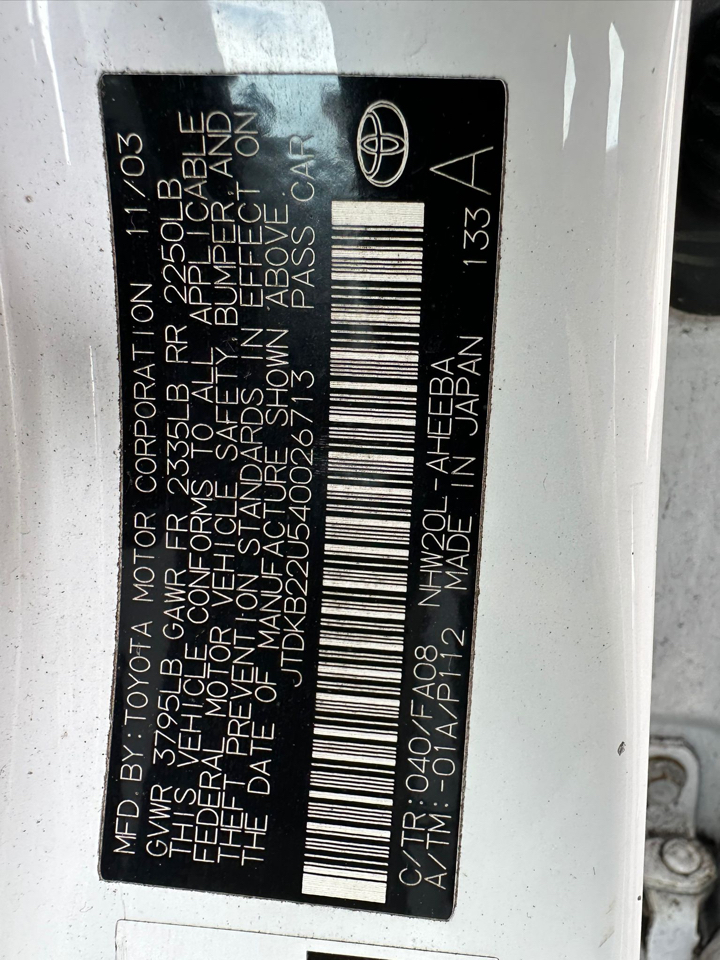 MFD. BY: TOYOTA MOTOR CORPORATION 11/03
GVWR 3795LB GAWR FR 2335LB RR 2250LB
THIS VEHICLE CONFORMS TO ALL APPLICABLE
FEDERAL MOTOR VEHICLE SAFETY, BUMPER, AND
THEFT PREVENTION STANDARDS IN EFFECT ON
THE DATE OF MANUFACTURE SHOWN ABOVE.
JTDKB22U540026713 PASS CAR
C/TR: 040/FA08 NHW20L-AHEEBA 133 A
A/TM: -01A/P112 MADE IN JAPAN